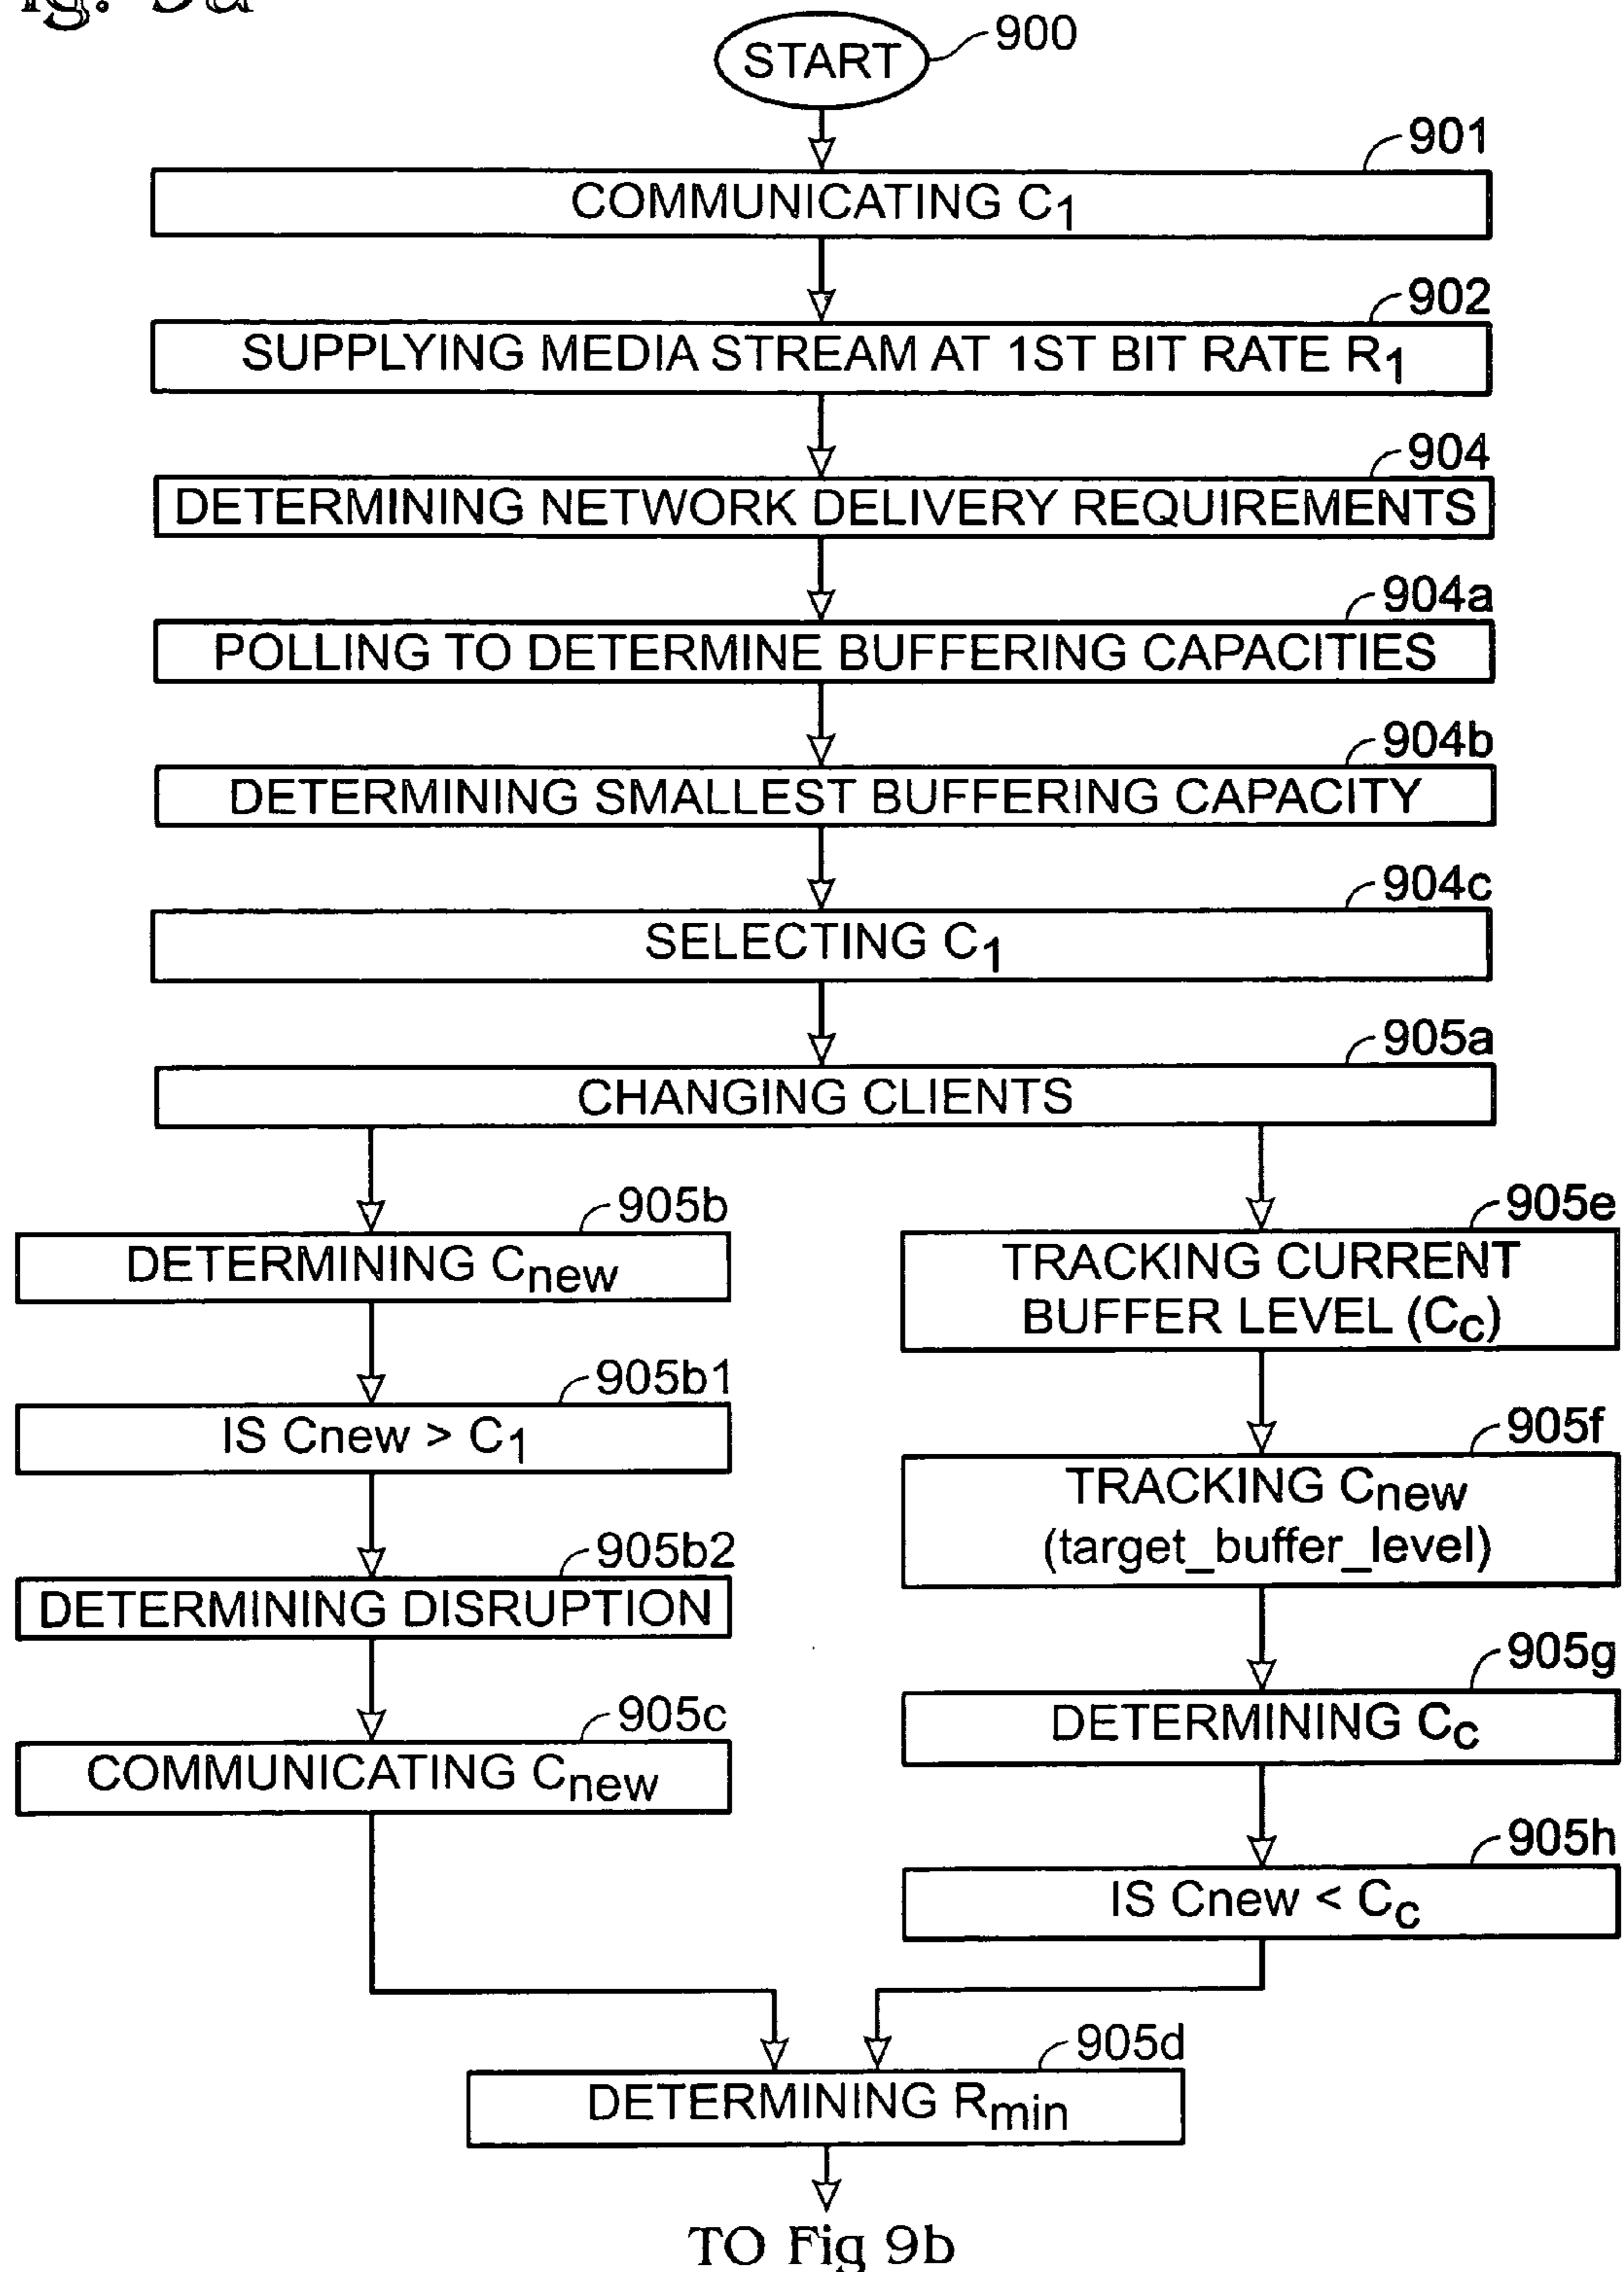 900
START
901
COMMUNICATING C1
902
SUPPLYING MEDIA STREAM AT 1ST BIT RATE R1
904
DETERMINING NETWORK DELIVERY REQUIREMENTS
904a
POLLING TO DETERMINE BUFFERING CAPACITIES
904b
DETERMINING SMALLEST BUFFERING CAPACITY
904c
SELECTING C1
905a
CHANGING CLIENTS
905b
DETERMINING Cnew
905b1
IS Cnew > C1
905b2
DETERMINING DISRUPTION
905c
COMMUNICATING Cnew
905e
TRACKING CURRENT
BUFFER LEVEL (Cc)
905f
TRACKING Cnew
(target_buffer_level)
905g
DETERMINING Cc
905h
IS Cnew < Cc
905d
DETERMINING Rmin
TO Fig 9b